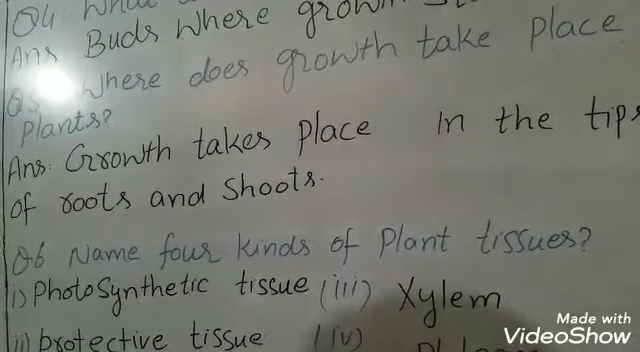 Q4: What
Ans Buds where growth
Q5 where does growth take place
plants?
Ans: Growth takes place In the tips
of roots and shoots.
Q6 Name four kinds of plant tissues?
i) PhotoSynthetic tissue (iii) Xylem
ii) protective tissue (iv)
Made with
VideoShow